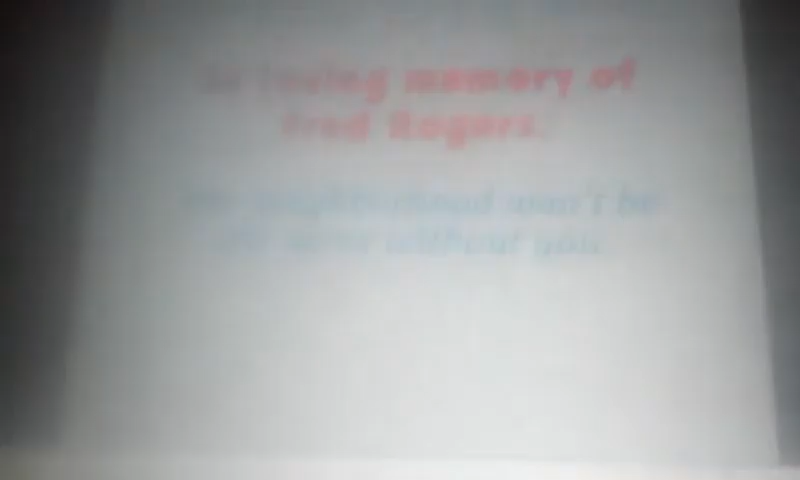 In loving memory of
Fred Rogers.
The neighborhood won't be
the same without you.